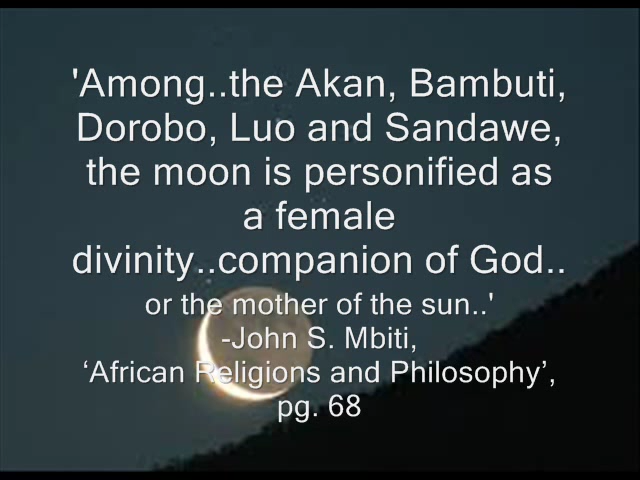 'Among..the Akan, Bambuti,
Dorobo, Luo and Sandawe,
the moon is personified as
a female
divinity..companion of God..
or the mother of the sun..'
-John S. Mbiti,
‘African Religions and Philosophy’,
pg. 68